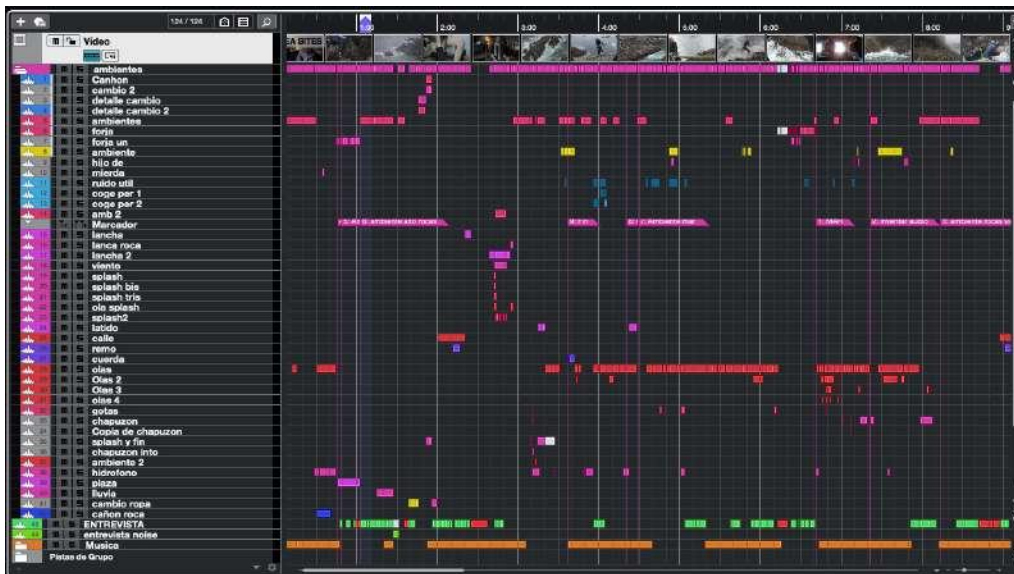 124 / 124
1:00
2:00
3:00
4:00
5:00
6:00
7:00
8:00
EA SITES
Video
ambientes
Canhon
cambio 2
detalle cambio
detalle cambio 2
ambientes
forja
forja un
ambiente
hijo de
mierda
ruido util
coge per 1
coge per 2
amb 2
Marcador
lancha
lanca roca
lancha 2
viento
splash
splash bis
splash tris
ola splash
splash2
latido
calle
remo
cuerda
olas
Olas 2
Olas 3
olas 4
gotas
chapuzon
Copia de chapuzon
splash y fin
chapuzon into
ambiente 2
hidrofono
plaza
lluvia
cambio ropa
cañon roca
ENTREVISTA
entrevista noise
Musica
Pistas de Grupo